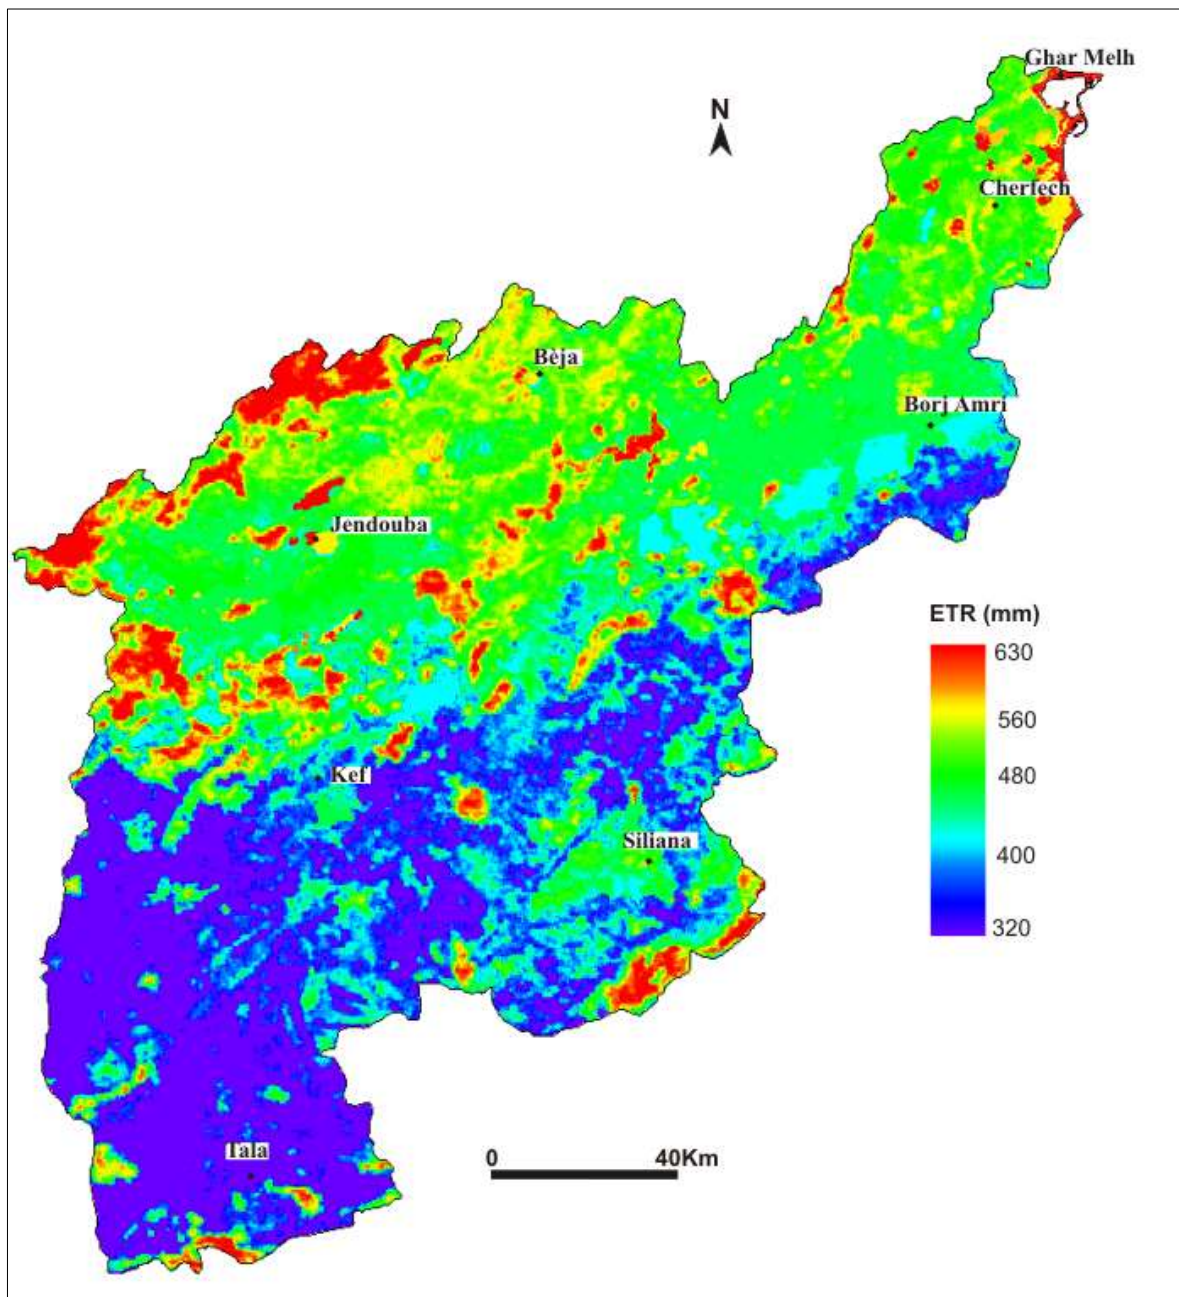 Ghar Melh
N
Cherfech
Bèja
Borj Amri
Jendouba
ETR (mm)
630
560
480
400
320
Kef
Siliana
Tala
0 40Km